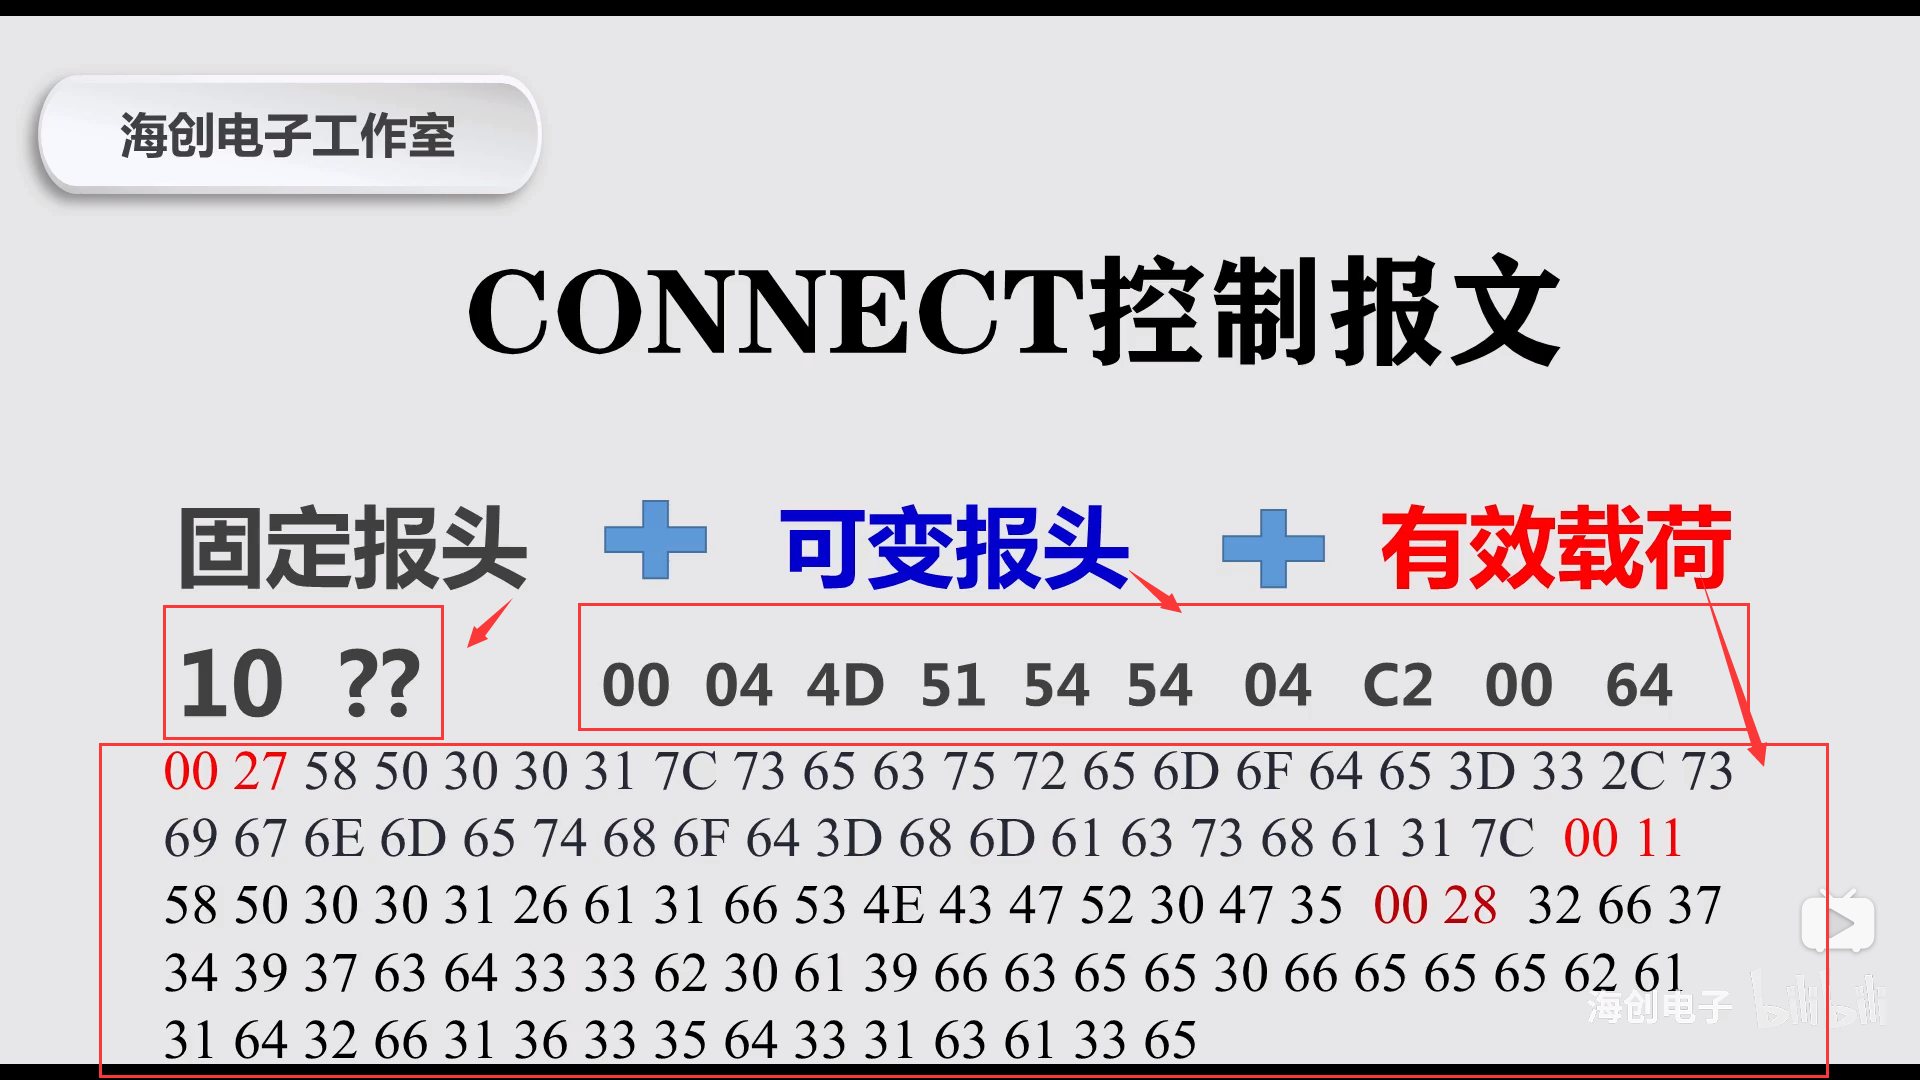 海创电子工作室
CONNECT控制报文
固定报头 可变报头 有效载荷
10 ?? 00 04 4D 51 54 54 04 C2 00 64
00 27 58 50 30 30 31 7C 73 65 63 75 72 65 6D 6F 64 65 3D 33 2C 73
69 67 6E 6D 65 74 68 6F 64 3D 68 6D 61 63 73 68 61 31 7C 00 11
58 50 30 30 31 26 61 31 66 53 4E 43 47 52 30 47 35 00 28 32 66 37
34 39 37 63 64 33 33 62 30 61 39 66 63 65 65 30 66 65 65 65 62 61
31 64 32 66 31 36 33 35 64 33 31 63 61 33 65
海创电子 bilibili